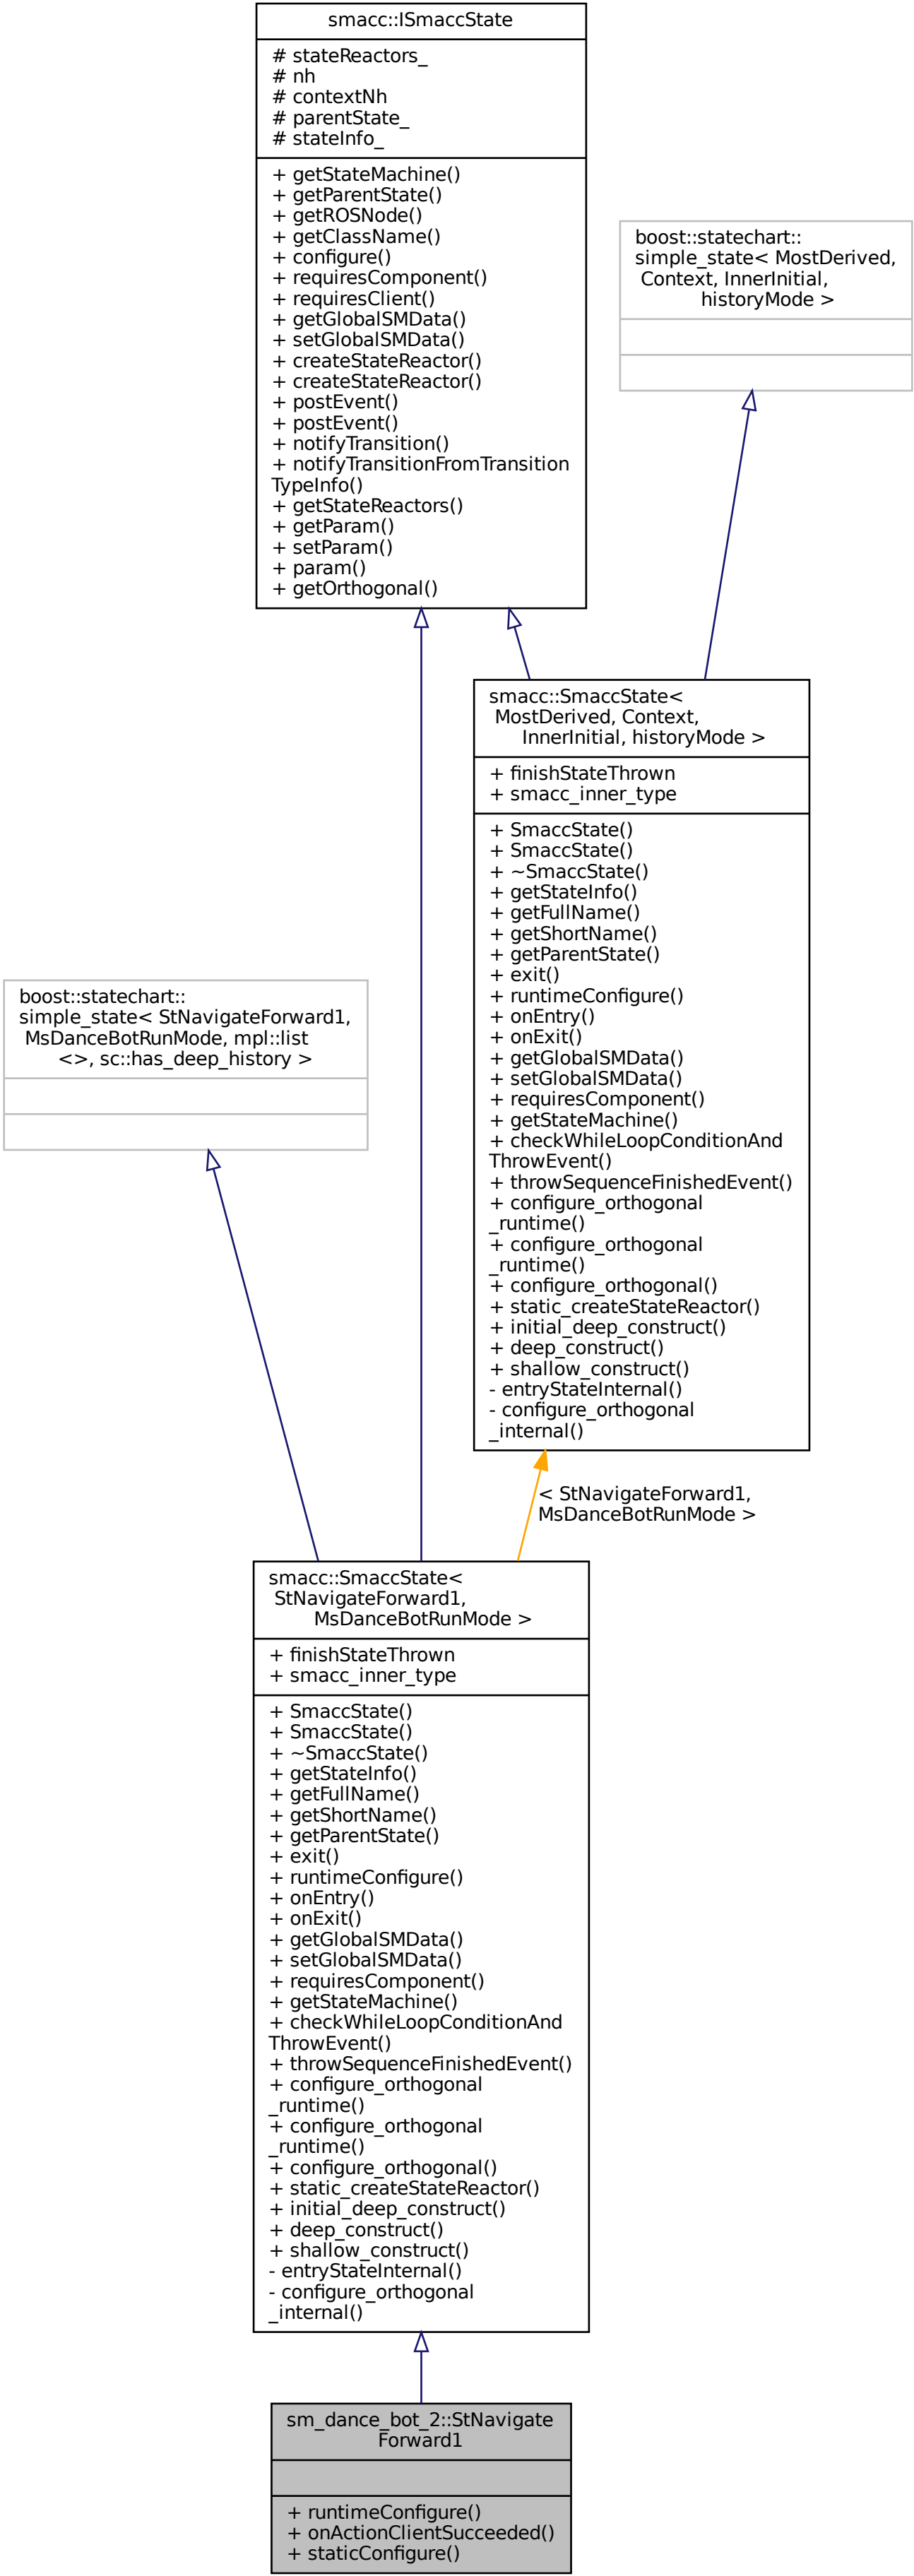 smacc::ISmaccState
# stateReactors_
# nh
# contextNh
# parentState_
# stateInfo_
+ getStateMachine()
+ getParentState()
+ getROSNode()
+ getClassName()
+ configure()
+ requiresComponent()
+ requiresClient()
+ getGlobalSMData()
+ setGlobalSMData()
+ createStateReactor()
+ createStateReactor()
+ postEvent()
+ postEvent()
+ notifyTransition()
+ notifyTransitionFromTransition
TypeInfo()
+ getStateReactors()
+ getParam()
+ setParam()
+ param()
+ getOrthogonal()
boost::statechart::
simple_state< MostDerived,
Context, InnerInitial,
historyMode >
smacc::SmaccState<
MostDerived, Context,
InnerInitial, historyMode >
+ finishStateThrown
+ smacc_inner_type
+ SmaccState()
+ SmaccState()
+ ~SmaccState()
+ getStateInfo()
+ getFullName()
+ getShortName()
+ getParentState()
+ exit()
+ runtimeConfigure()
+ onEntry()
+ onExit()
+ getGlobalSMData()
+ setGlobalSMData()
+ requiresComponent()
+ getStateMachine()
+ checkWhileLoopConditionAnd
ThrowEvent()
+ throwSequenceFinishedEvent()
+ configure_orthogonal
_runtime()
+ configure_orthogonal
_runtime()
+ configure_orthogonal()
+ static_createStateReactor()
+ initial_deep_construct()
+ deep_construct()
+ shallow_construct()
- entryStateInternal()
- configure_orthogonal
_internal()
boost::statechart::
simple_state< StNavigateForward1,
MsDanceBotRunMode, mpl::list
<>, sc::has_deep_history >
< StNavigateForward1,
MsDanceBotRunMode >
smacc::SmaccState<
StNavigateForward1,
MsDanceBotRunMode >
+ finishStateThrown
+ smacc_inner_type
+ SmaccState()
+ SmaccState()
+ ~SmaccState()
+ getStateInfo()
+ getFullName()
+ getShortName()
+ getParentState()
+ exit()
+ runtimeConfigure()
+ onEntry()
+ onExit()
+ getGlobalSMData()
+ setGlobalSMData()
+ requiresComponent()
+ getStateMachine()
+ checkWhileLoopConditionAnd
ThrowEvent()
+ throwSequenceFinishedEvent()
+ configure_orthogonal
_runtime()
+ configure_orthogonal
_runtime()
+ configure_orthogonal()
+ static_createStateReactor()
+ initial_deep_construct()
+ deep_construct()
+ shallow_construct()
- entryStateInternal()
- configure_orthogonal
_internal()
sm_dance_bot_2::StNavigate
Forward1
+ runtimeConfigure()
+ onActionClientSucceeded()
+ staticConfigure()